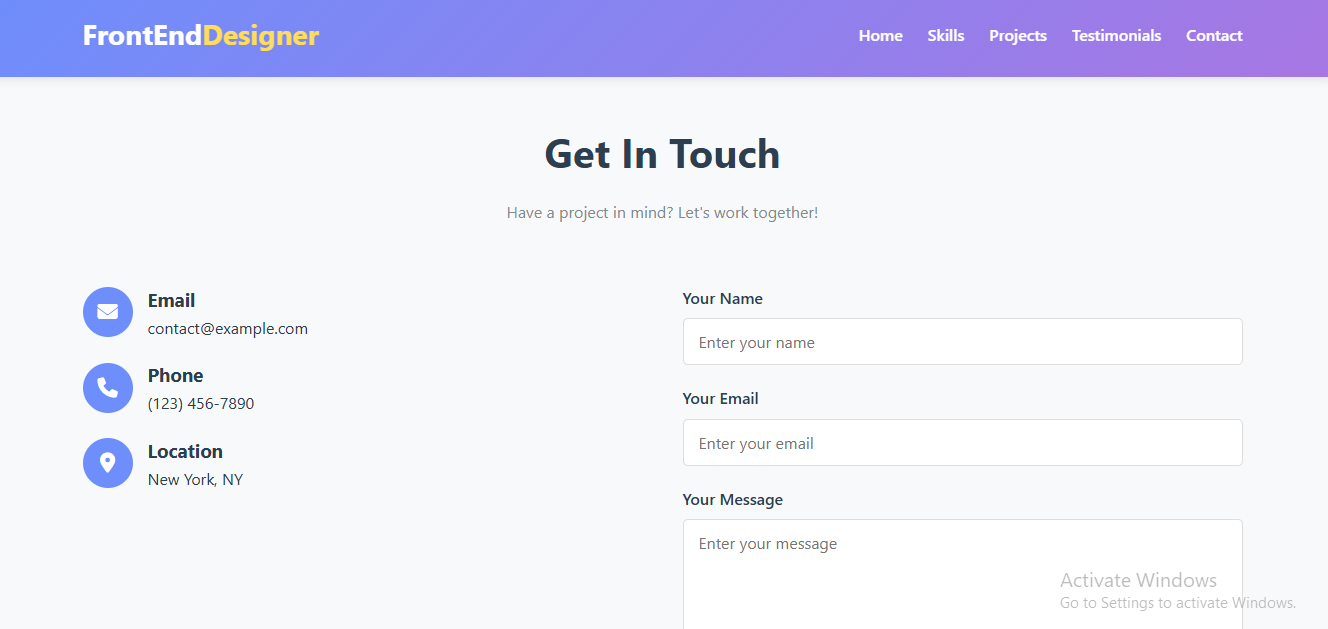 FrontEndDesigner
Home Skills Projects Testimonials Contact
Get In Touch
Have a project in mind? Let's work together!
Email
contact@example.com
Phone
(123) 456-7890
Location
New York, NY
Your Name
Enter your name
Your Email
Enter your email
Your Message
Enter your message
Activate Windows
Go to Settings to activate Windows.